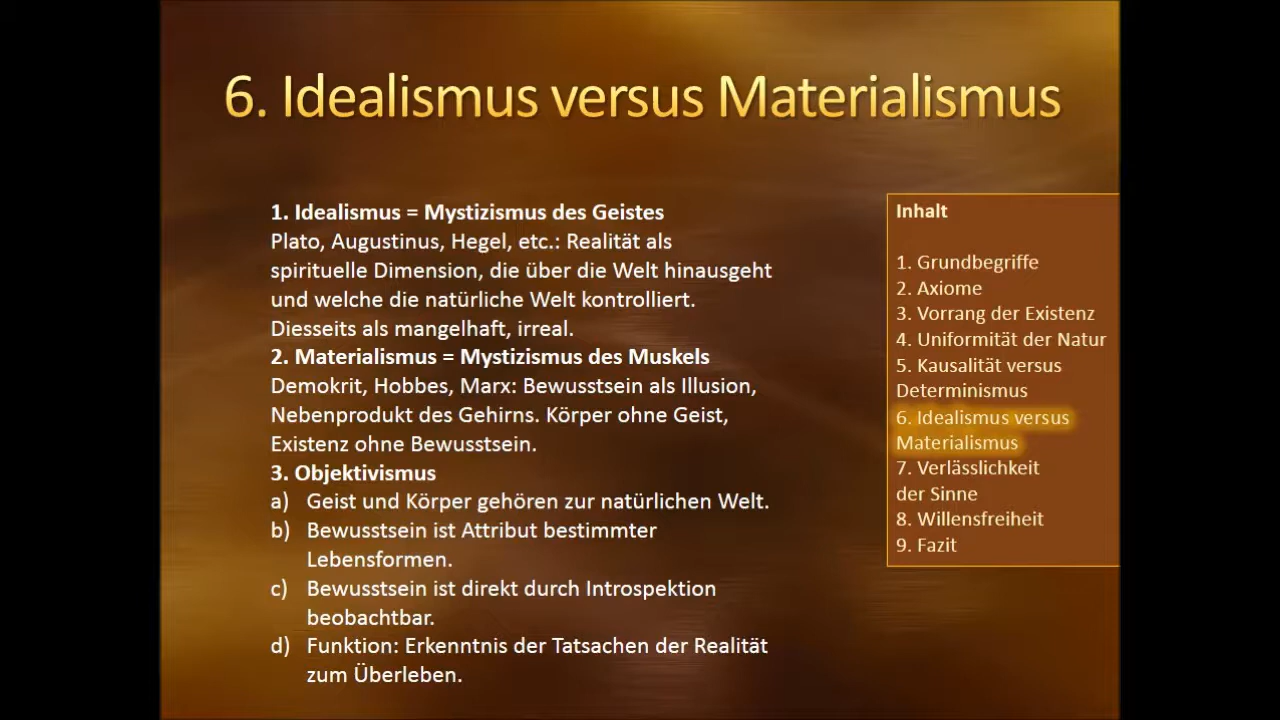 6. Idealismus versus Materialismus
1. Idealismus = Mystizismus des Geistes
Plato, Augustinus, Hegel, etc.: Realität als
spirituelle Dimension, die über die Welt hinausgeht
und welche die natürliche Welt kontrolliert.
Diesseits als mangelhaft, irreal.
2. Materialismus = Mystizismus des Muskels
Demokrit, Hobbes, Marx: Bewusstsein als Illusion,
Nebenprodukt des Gehirns. Körper ohne Geist,
Existenz ohne Bewusstsein.
3. Objektivismus
a) Geist und Körper gehören zur natürlichen Welt.
b) Bewusstsein ist Attribut bestimmter
Lebensformen.
c) Bewusstsein ist direkt durch Introspektion
beobachtbar.
d) Funktion: Erkenntnis der Tatsachen der Realität
zum Überleben.
Inhalt
1. Grundbegriffe
2. Axiome
3. Vorrang der Existenz
4. Uniformität der Natur
5. Kausalität versus
Determinismus
6. Idealismus versus
Materialismus
7. Verlässlichkeit
der Sinne
8. Willensfreiheit
9. Fazit